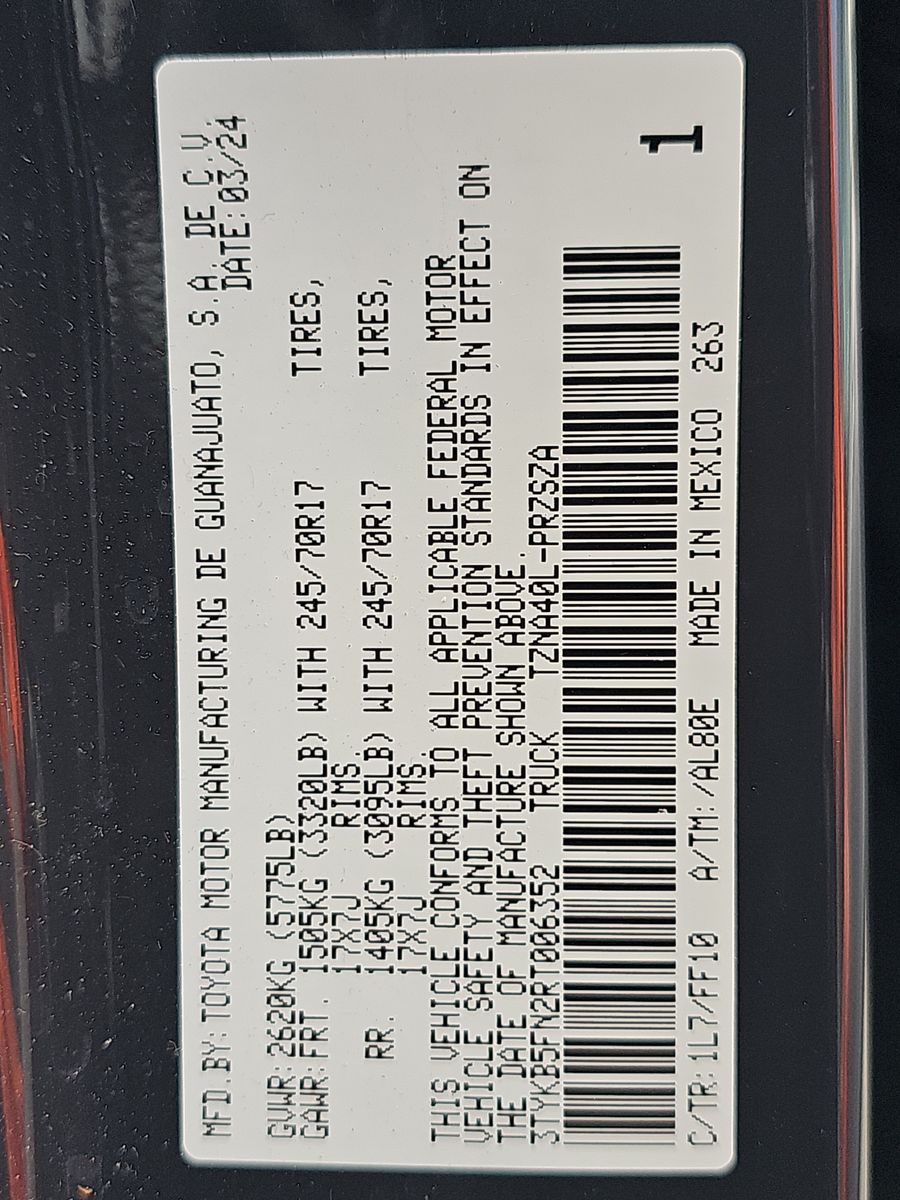 MFD.BY:TOYOTA MOTOR MANUFACTURING DE GUANAJUATO, S.A. DE C.V.
DATE:03/24
GVWR:2620KG (5775LB)
GAWR:FRT. 1505KG (3320LB) WITH 245/70R17 TIRES,
17X7J RIMS.
RR. 1405KG (3095LB) WITH 245/70R17 TIRES,
17X7J RIMS.
THIS VEHICLE CONFORMS TO ALL APPLICABLE FEDERAL MOTOR
VEHICLE SAFETY AND THEFT PREVENTION STANDARDS IN EFFECT ON
THE DATE OF MANUFACTURE SHOWN ABOVE.
3TYKB5FN2RT006352 TRUCK TZNA40L-PRZSZA
1
C/TR:1L7/FF10 A/TM:/AL80E MADE IN MEXICO 263